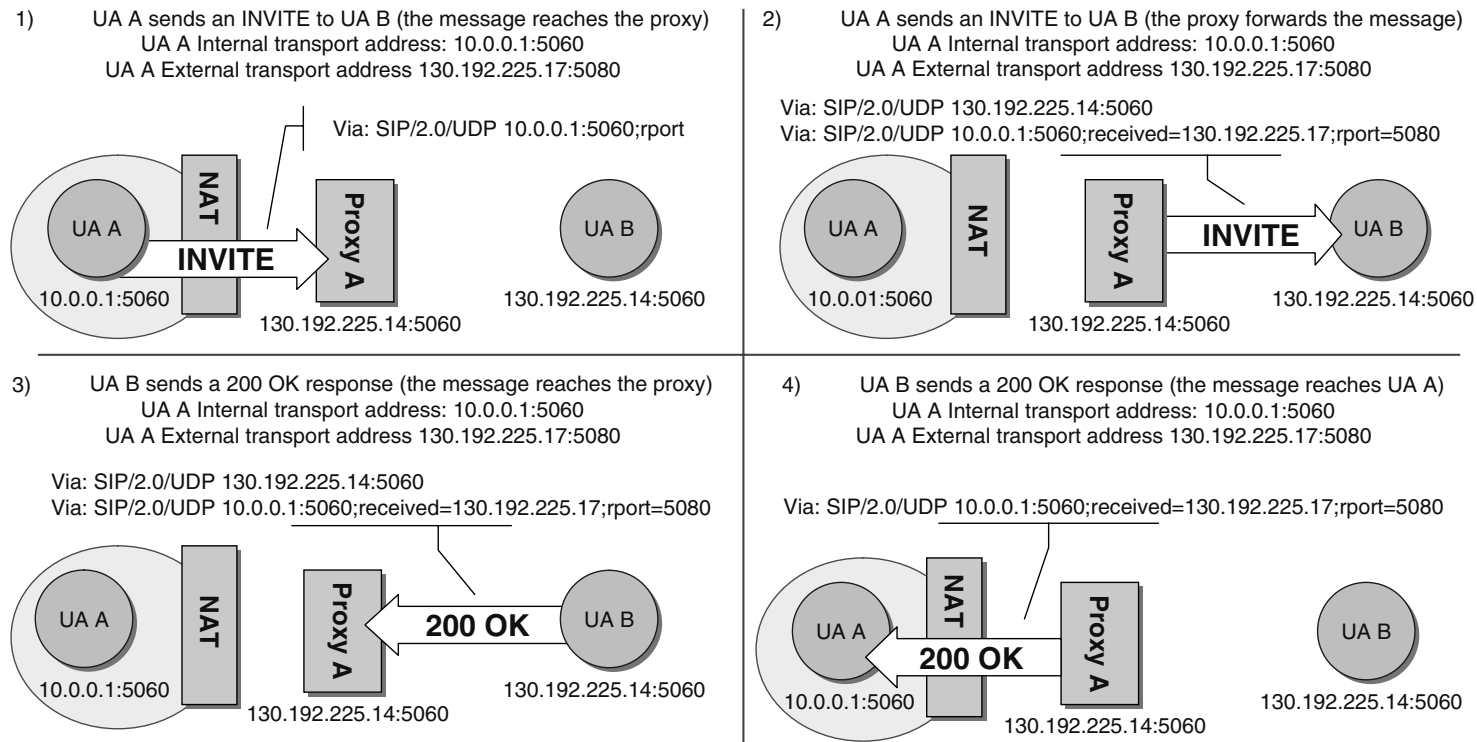 1) UA A sends an INVITE to UA B (the message reaches the proxy)
UA A Internal transport address: 10.0.0.1:5060
UA A External transport address 130.192.225.17:5080
Via: SIP/2.0/UDP 10.0.0.1:5060;rport
UA A
NAT
INVITE
Proxy A
UA B
10.0.0.1:5060
130.192.225.14:5060
130.192.225.14:5060
2) UA A sends an INVITE to UA B (the proxy forwards the message)
UA A Internal transport address: 10.0.0.1:5060
UA A External transport address 130.192.225.17:5080
Via: SIP/2.0/UDP 130.192.225.14:5060
Via: SIP/2.0/UDP 10.0.0.1:5060;received=130.192.225.17;rport=5080
UA A
NAT
Proxy A
INVITE
UA B
10.0.01:5060
130.192.225.14:5060
130.192.225.14:5060
3) UA B sends a 200 OK response (the message reaches the proxy)
UA A Internal transport address: 10.0.0.1:5060
UA A External transport address 130.192.225.17:5080
Via: SIP/2.0/UDP 130.192.225.14:5060
Via: SIP/2.0/UDP 10.0.0.1:5060;received=130.192.225.17;rport=5080
UA A
NAT
Proxy A
200 OK
UA B
10.0.0.1:5060
130.192.225.14:5060
130.192.225.14:5060
4) UA B sends a 200 OK response (the message reaches UA A)
UA A Internal transport address: 10.0.0.1:5060
UA A External transport address 130.192.225.17:5080
Via: SIP/2.0/UDP 10.0.0.1:5060;received=130.192.225.17;rport=5080
UA A
NAT
200 OK
Proxy A
UA B
10.0.0.1:5060
130.192.225.14:5060
130.192.225.14:5060